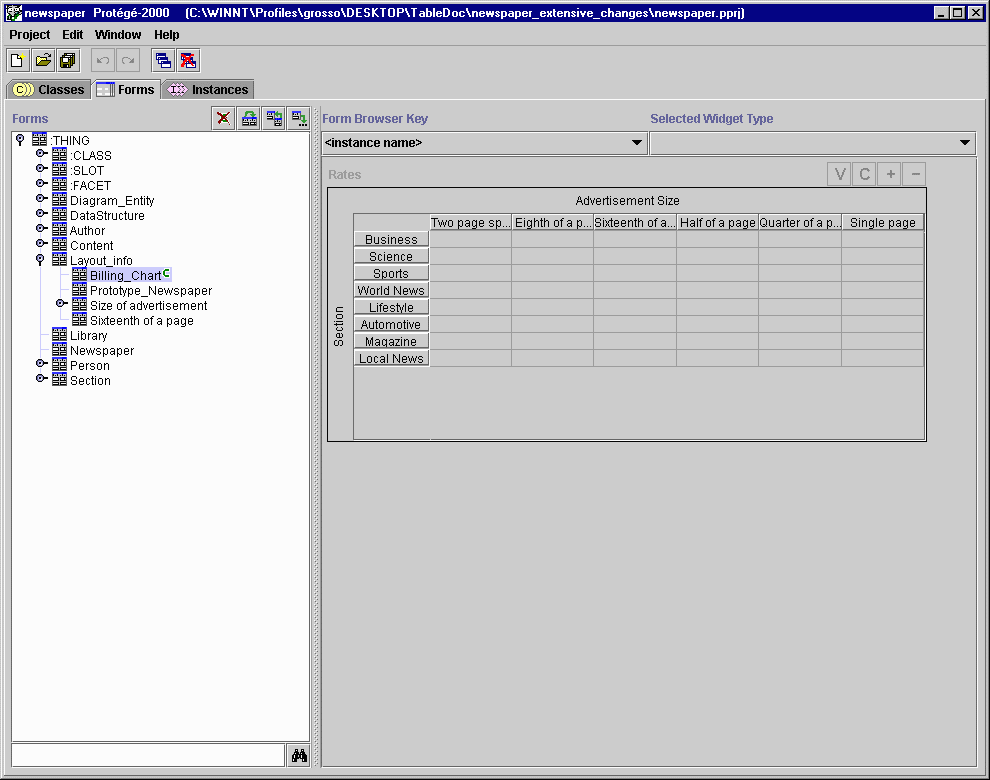 newspaper Protégé-2000 (C:\WINNT\Profiles\grosso\DESKTOP\TableDoc\newspaper_extensive_changes\newspaper.pprj)
Project Edit Window Help
C Classes Forms I Instances
Forms
Form Browser Key Selected Widget Type
<instance name>
:THING
:CLASS
:SLOT
:FACET
Diagram_Entity
DataStructure
Author
Content
Layout_info
Billing_Chart C
Prototype_Newspaper
Size of advertisement
Sixteenth of a page
Library
Newspaper
Person
Section
Rates V C + −
Advertisement Size
Two page sp... Eighth of a p... Sixteenth of a... Half of a page Quarter of a p... Single page
Section
Business
Science
Sports
World News
Lifestyle
Automotive
Magazine
Local News